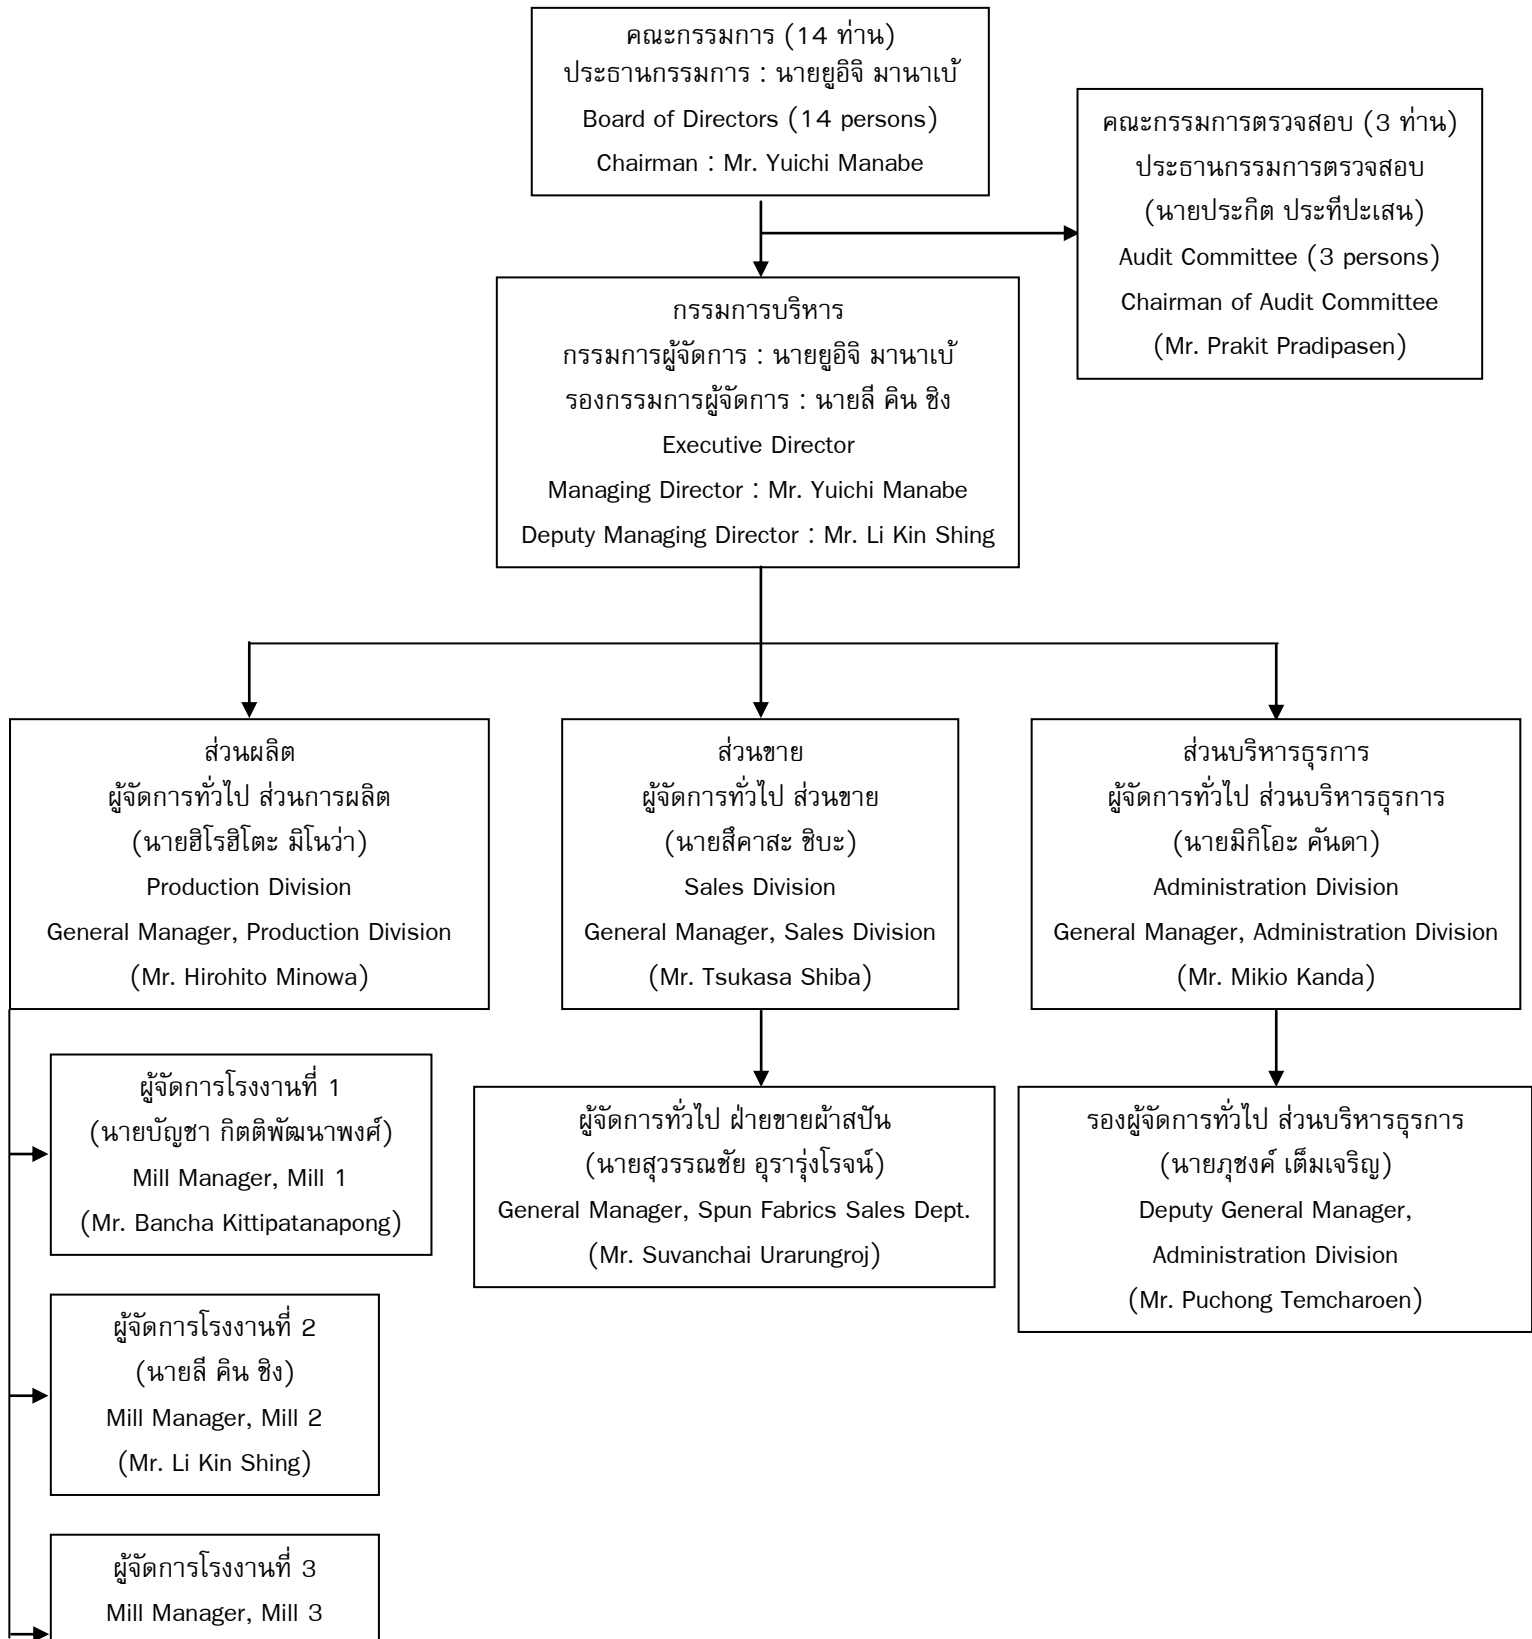 คณะกรรมการ (14 ท่าน)
ประธานกรรมการ : นายยูอิจิ มานาเบ้
Board of Directors (14 persons)
Chairman : Mr. Yuichi Manabe
คณะกรรมการตรวจสอบ (3 ท่าน)
ประธานกรรมการตรวจสอบ
(นายประกิต ประทีปะเสน)
Audit Committee (3 persons)
Chairman of Audit Committee
(Mr. Prakit Pradipasen)
กรรมการบริหาร
กรรมการผู้จัดการ : นายยูอิจิ มานาเบ้
รองกรรมการผู้จัดการ : นายลี คิน ชิง
Executive Director
Managing Director : Mr. Yuichi Manabe
Deputy Managing Director : Mr. Li Kin Shing
ส่วนผลิต
ผู้จัดการทั่วไป ส่วนการผลิต
(นายฮิโรฮิโตะ มิโนว่า)
Production Division
General Manager, Production Division
(Mr. Hirohito Minowa)
ส่วนขาย
ผู้จัดการทั่วไป ส่วนขาย
(นายสึคาสะ ชิบะ)
Sales Division
General Manager, Sales Division
(Mr. Tsukasa Shiba)
ส่วนบริหารธุรการ
ผู้จัดการทั่วไป ส่วนบริหารธุรการ
(นายมิกิโอะ คันดา)
Administration Division
General Manager, Administration Division
(Mr. Mikio Kanda)
ผู้จัดการโรงงานที่ 1
(นายบัญชา กิตติพัฒนาพงศ์)
Mill Manager, Mill 1
(Mr. Bancha Kittipatanapong)
ผู้จัดการทั่วไป ฝ่ายขายผ้าสปัน
(นายสุวรรณชัย อุรารุ่งโรจน์)
General Manager, Spun Fabrics Sales Dept.
(Mr. Suvanchai Urarungroj)
รองผู้จัดการทั่วไป ส่วนบริหารธุรการ
(นายภุชงค์ เต็มเจริญ)
Deputy General Manager,
Administration Division
(Mr. Puchong Temcharoen)
ผู้จัดการโรงงานที่ 2
(นายลี คิน ชิง)
Mill Manager, Mill 2
(Mr. Li Kin Shing)
ผู้จัดการโรงงานที่ 3
Mill Manager, Mill 3